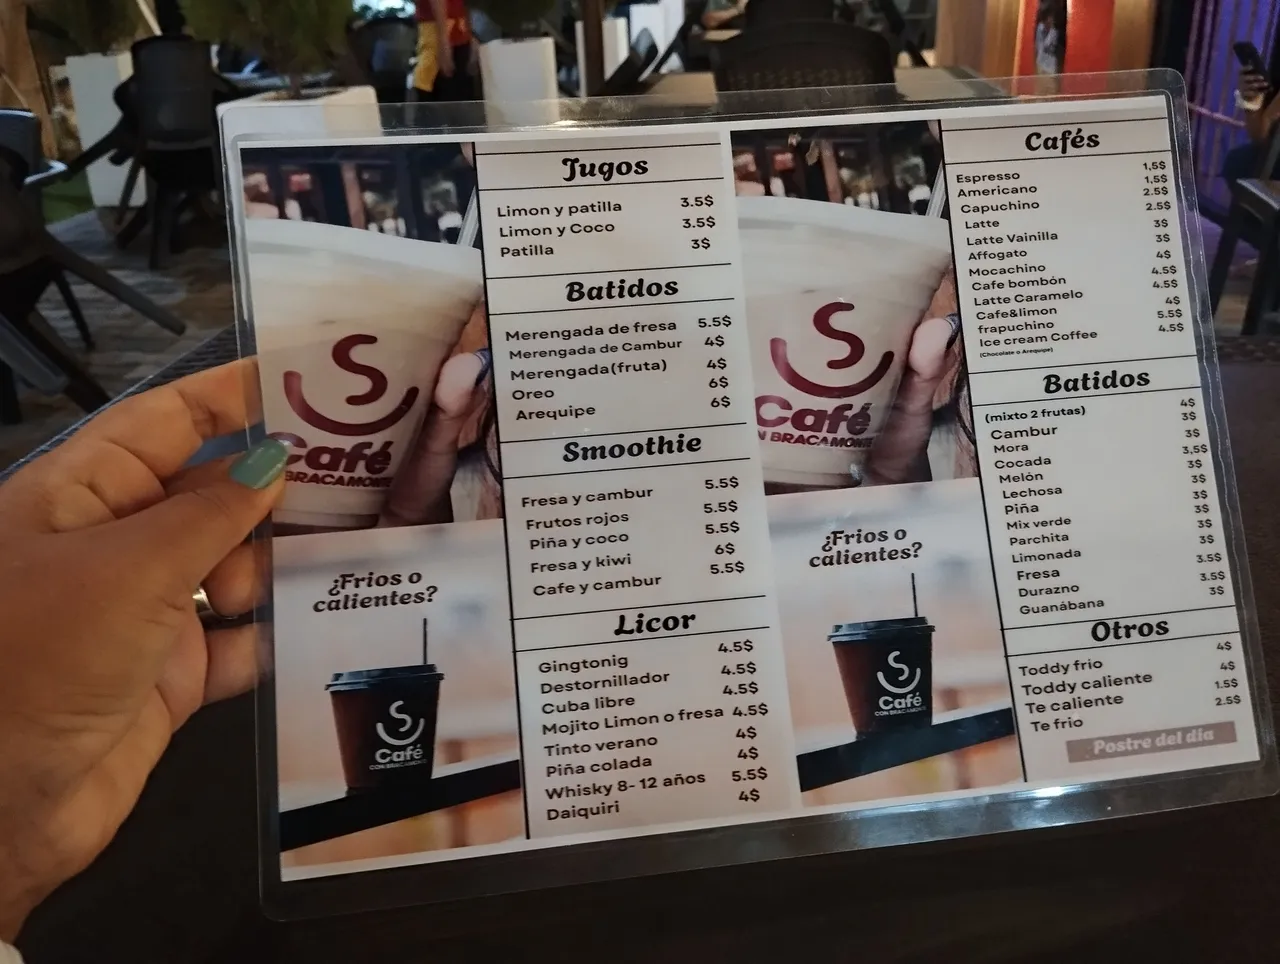 Jugos
Limon y patilla 3.5$
Limon y Coco 3.5$
Patilla 3$
Batidos
Merengada de fresa 5.5$
Merengada de Cambur 4$
Merengada(fruta) 4$
Oreo 6$
Arequipe 6$
Smoothie
Fresa y cambur 5.5$
Frutos rojos 5.5$
Piña y coco 5.5$
Fresa y kiwi 6$
Cafe y cambur 5.5$
Licor
Gingtonig 4.5$
Destornillador 4.5$
Cuba libre 4.5$
Mojito Limon o fresa 4.5$
Tinto verano 4$
Piña colada 4$
Whisky 8- 12 años 5.5$
Daiquiri 4$
S
Café
BRACAMONTE
¿Frios o
calientes?
S
Café
CON BRACAMONTE
S
Café
N BRACAMONTE
¿Frios o
calientes?
S
Café
CON BRACAMONTE
Cafés
Espresso 1,5$
Americano 1,5$
Capuchino 2.5$
Latte 2.5$
Latte Vainilla 3$
Affogato 3$
Mocachino 4$
Cafe bombón 4.5$
Latte Caramelo 4.5$
Cafe&limon 4$
frapuchino 5.5$
Ice cream Coffee 4.5$
(Chocolate o Arequipe)
Batidos
(mixto 2 frutas) 4$
Cambur 3$
Mora 3$
Cocada 3,5$
Melón 3$
Lechosa 3$
Piña 3$
Mix verde 3$
Parchita 3$
Limonada 3$
Fresa 3.5$
Durazno 3.5$
Guanábana 3$
Otros
Toddy frio 4$
Toddy caliente 4$
Te caliente 1.5$
Te frio 2.5$
Postre del dia